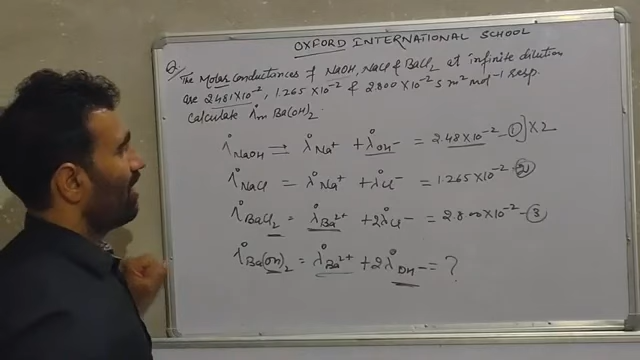 OXFORD INTERNATIONAL SCHOOL
Q/ The Molar conductances of NaOH, NaCl & BaCl₂ at infinite dilution
are 2.481×10⁻², 1.265×10⁻² & 2.800×10⁻² S m² mol⁻¹ resp.
Calculate λ°m Ba(OH)₂.
λ°NaOH → λ°Na⁺ + λ°OH⁻ = 2.48×10⁻² —①]×2
λ°NaCl = λ°Na⁺ + λ°Cl⁻ = 1.265×10⁻² -②
λ°BaCl₂ = λ°Ba²⁺ + 2λ°Cl⁻ = 2.800×10⁻² -③
λ°Ba(OH)₂ = λ°Ba²⁺ + 2λ°OH⁻ = ?